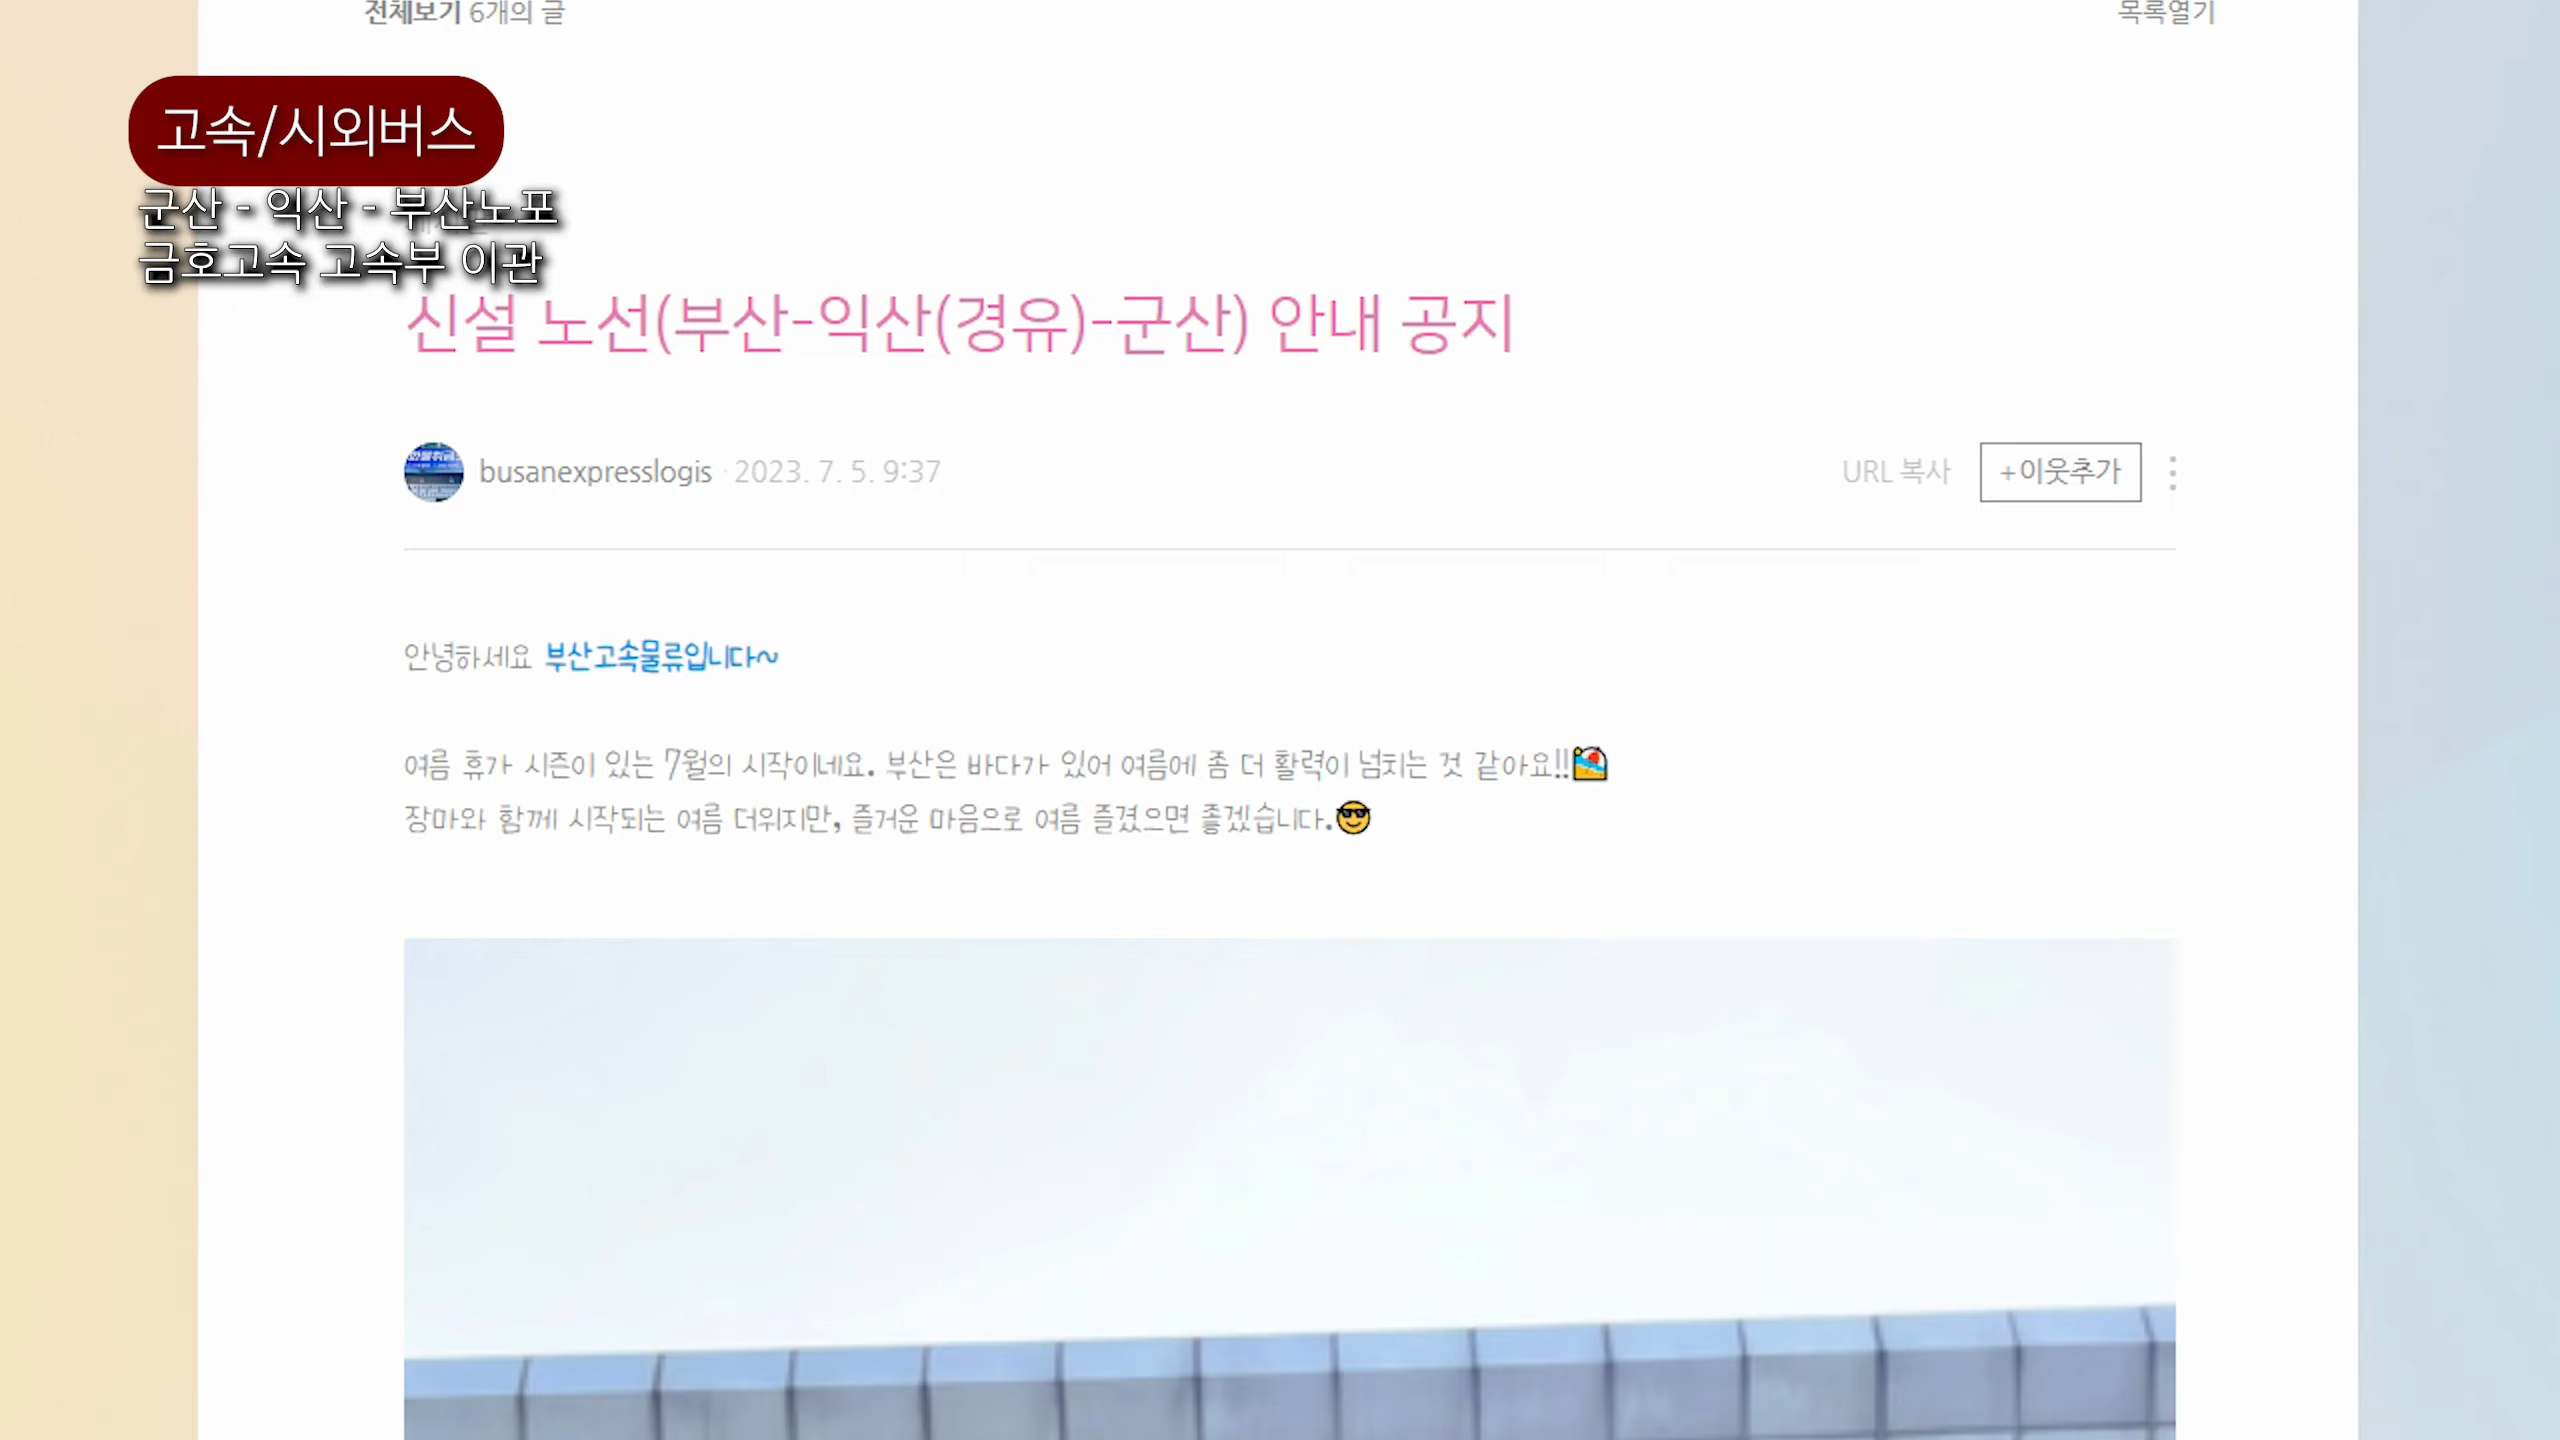 전체보기 6개의 글
목록열기
고속/시외버스
군산 - 익산 - 부산노포
금호고속 고속부 이관
신설 노선(부산-익산(경유)-군산) 안내 공지
busanexpresslogis · 2023. 7. 5. 9:37
URL 복사
+이웃추가
안녕하세요 부산고속물류입니다~
여름 휴가 시즌이 있는 7월의 시작이네요. 부산은 바다가 있어 여름에 좀 더 활력이 넘치는 것 같아요!!🏖
장마와 함께 시작되는 여름 더위지만, 즐거운 마음으로 여름 즐겼으면 좋겠습니다.😎